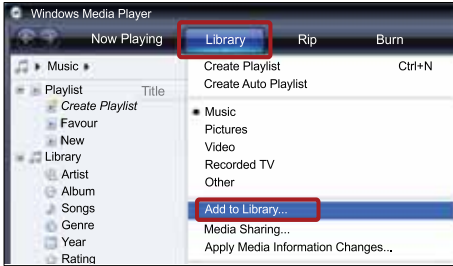 Windows Media Player
Now Playing Library Rip Burn
Music
Playlist Title
Create Playlist
Favour
New
Library
Artist
Album
Songs
Genre
Year
Rating
Create Playlist Ctrl+N
Create Auto Playlist
Music
Pictures
Video
Recorded TV
Other
Add to Library...
Media Sharing...
Apply Media Information Changes...